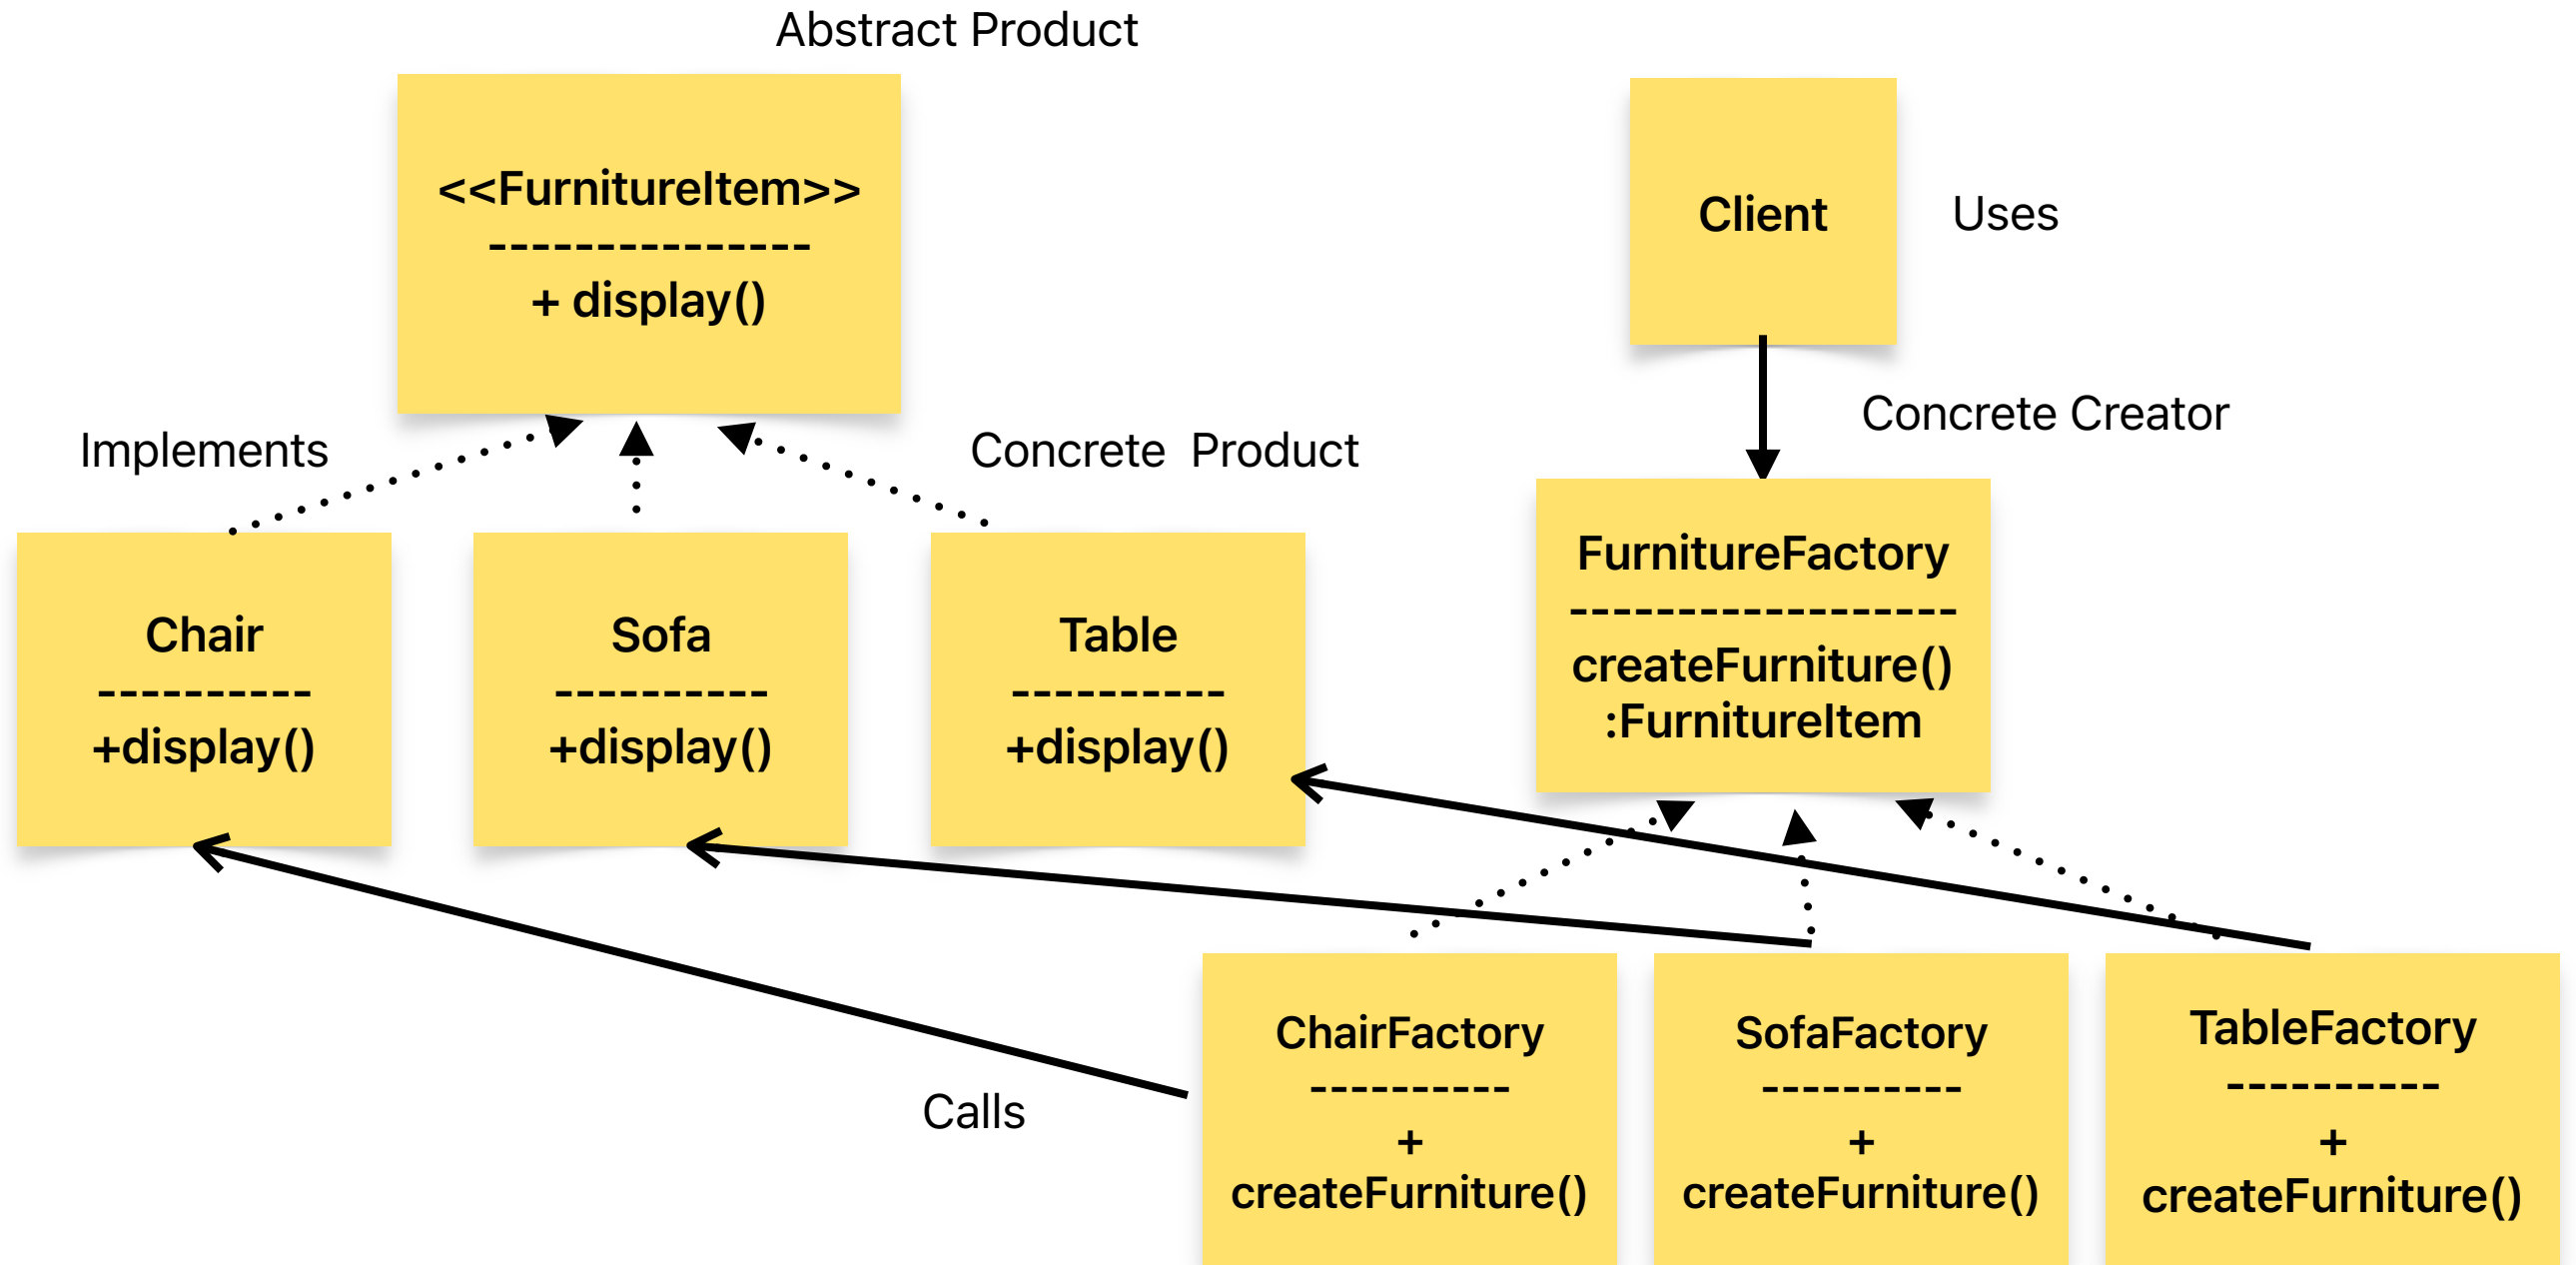 Abstract Product
<<FurnitureItem>>
---------------
+ display()
Client
Uses
Implements
Concrete  Product
Concrete Creator
Chair
----------
+display()
Sofa
----------
+display()
Table
----------
+display()
FurnitureFactory
------------------
createFurniture()
:FurnitureItem
Calls
ChairFactory
----------
+
createFurniture()
SofaFactory
----------
+
createFurniture()
TableFactory
----------
+
createFurniture()